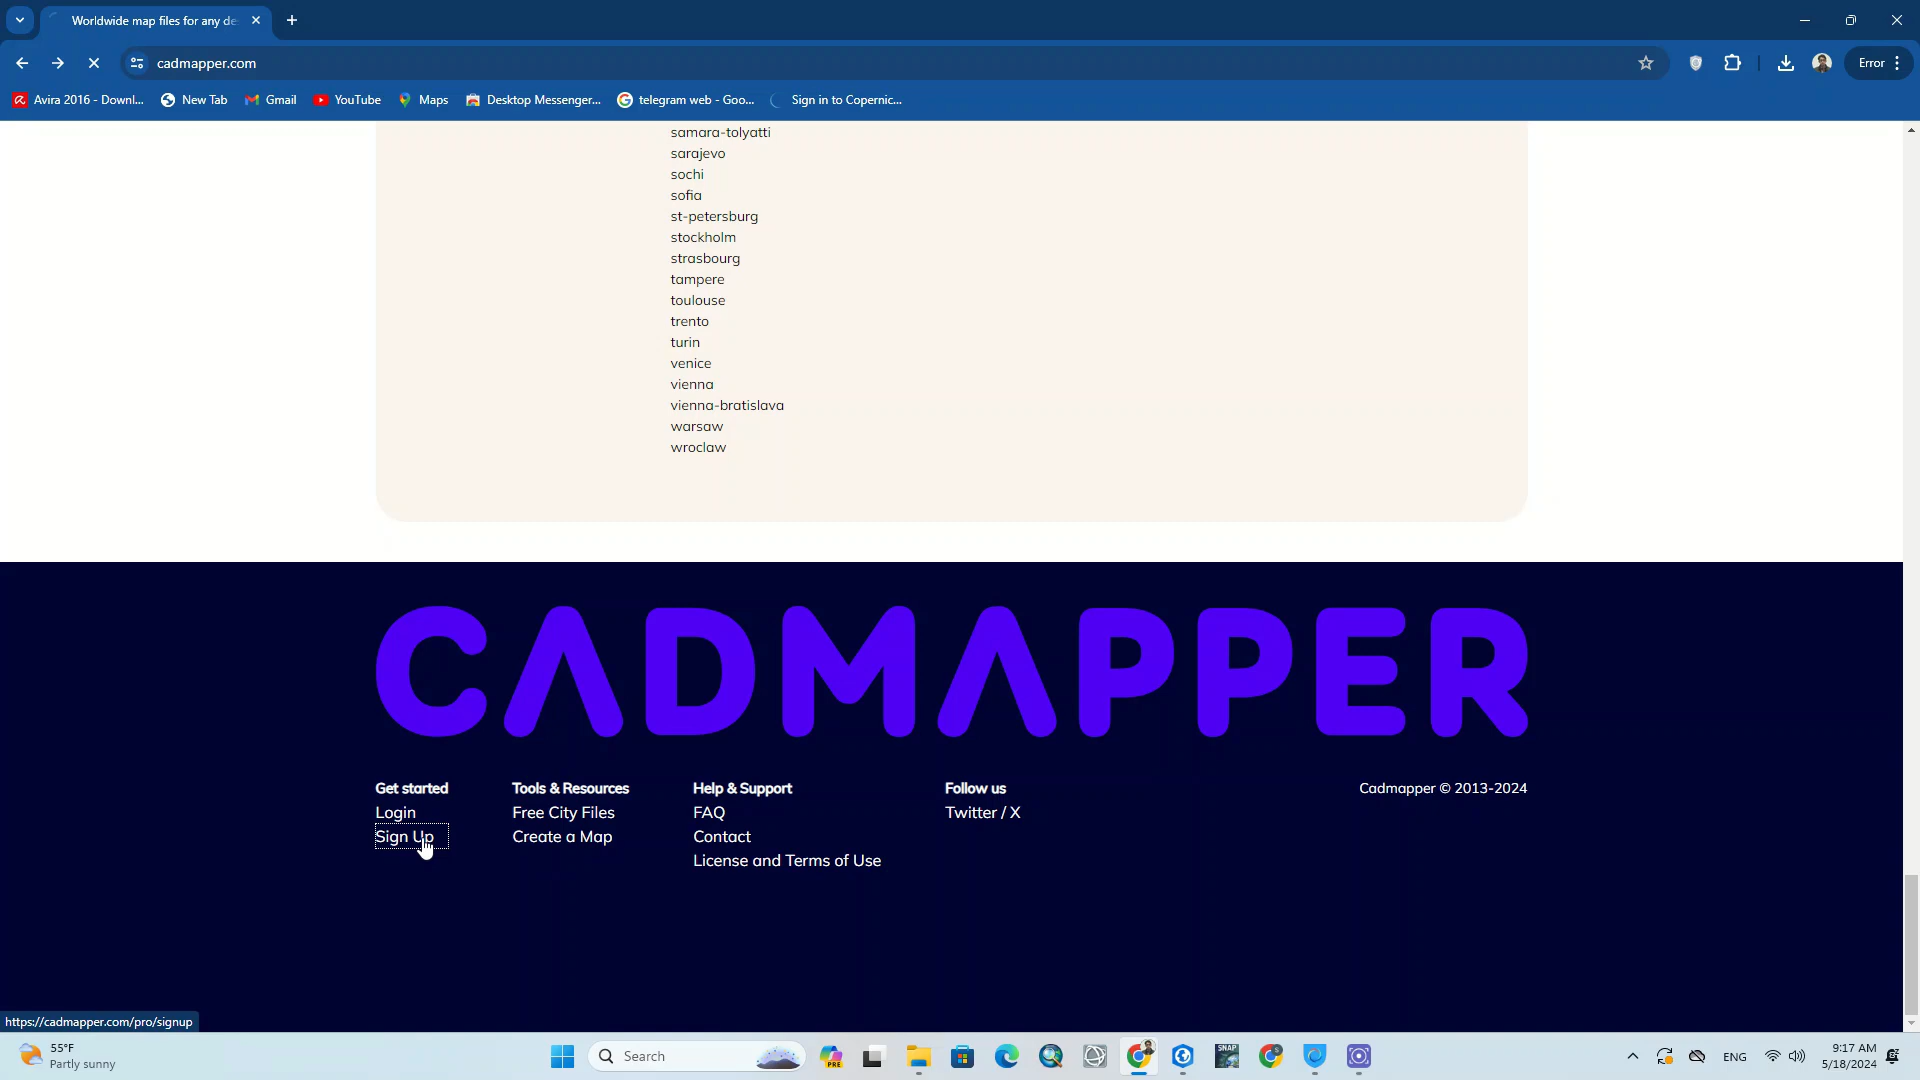 Worldwide map files for any de
cadmapper.com
Error
Avira 2016 - Downl...
New Tab
Gmail
YouTube
Maps
Desktop Messenger...
telegram web - Goo...
Sign in to Copernic...
samara-tolyatti
sarajevo
sochi
sofia
st-petersburg
stockholm
strasbourg
tampere
toulouse
trento
turin
venice
vienna
vienna-bratislava
warsaw
wroclaw
CADMAPPER
Get started
Login
Sign Up
Tools & Resources
Free City Files
Create a Map
Help & Support
FAQ
Contact
License and Terms of Use
Follow us
Twitter / X
Cadmapper © 2013-2024
https://cadmapper.com/pro/signup
55°F
Partly sunny
Search
PRE
SNAP
ENG
9:17 AM
5/18/2024